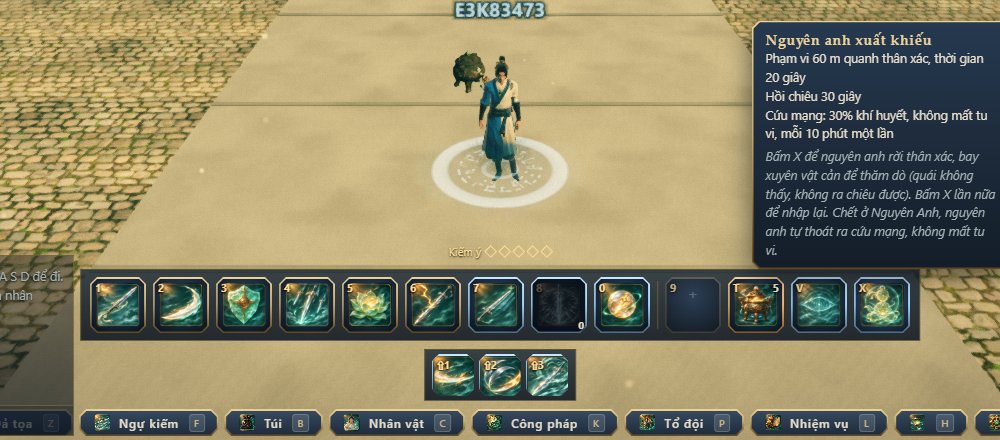 E3K83473
Nguyên anh xuất khiếu
Phạm vi 60 m quanh thân xác, thời gian
20 giây
Hồi chiêu 30 giây
Cứu mạng: 30% khí huyết, không mất tu
vi, mỗi 10 phút một lần
Bấm X để nguyên anh rời thân xác, bay
xuyên vật cản để thăm dò (quái không
thấy, không ra chiêu được). Bấm X lần nữa
để nhập lại. Chết ở Nguyên Anh, nguyên
anh tự thoát ra cứu mạng, không mất tu
vi.
Kiếm ý
A S D để đi.
nhân
1 2 3 4 5 6 7 8 0 0 9 + T 5 V X
⇧1 ⇧2 ⇧3
tọa Z Ngự kiếm F Túi B Nhân vật C Công pháp K Tổ đội P Nhiệm vụ L H